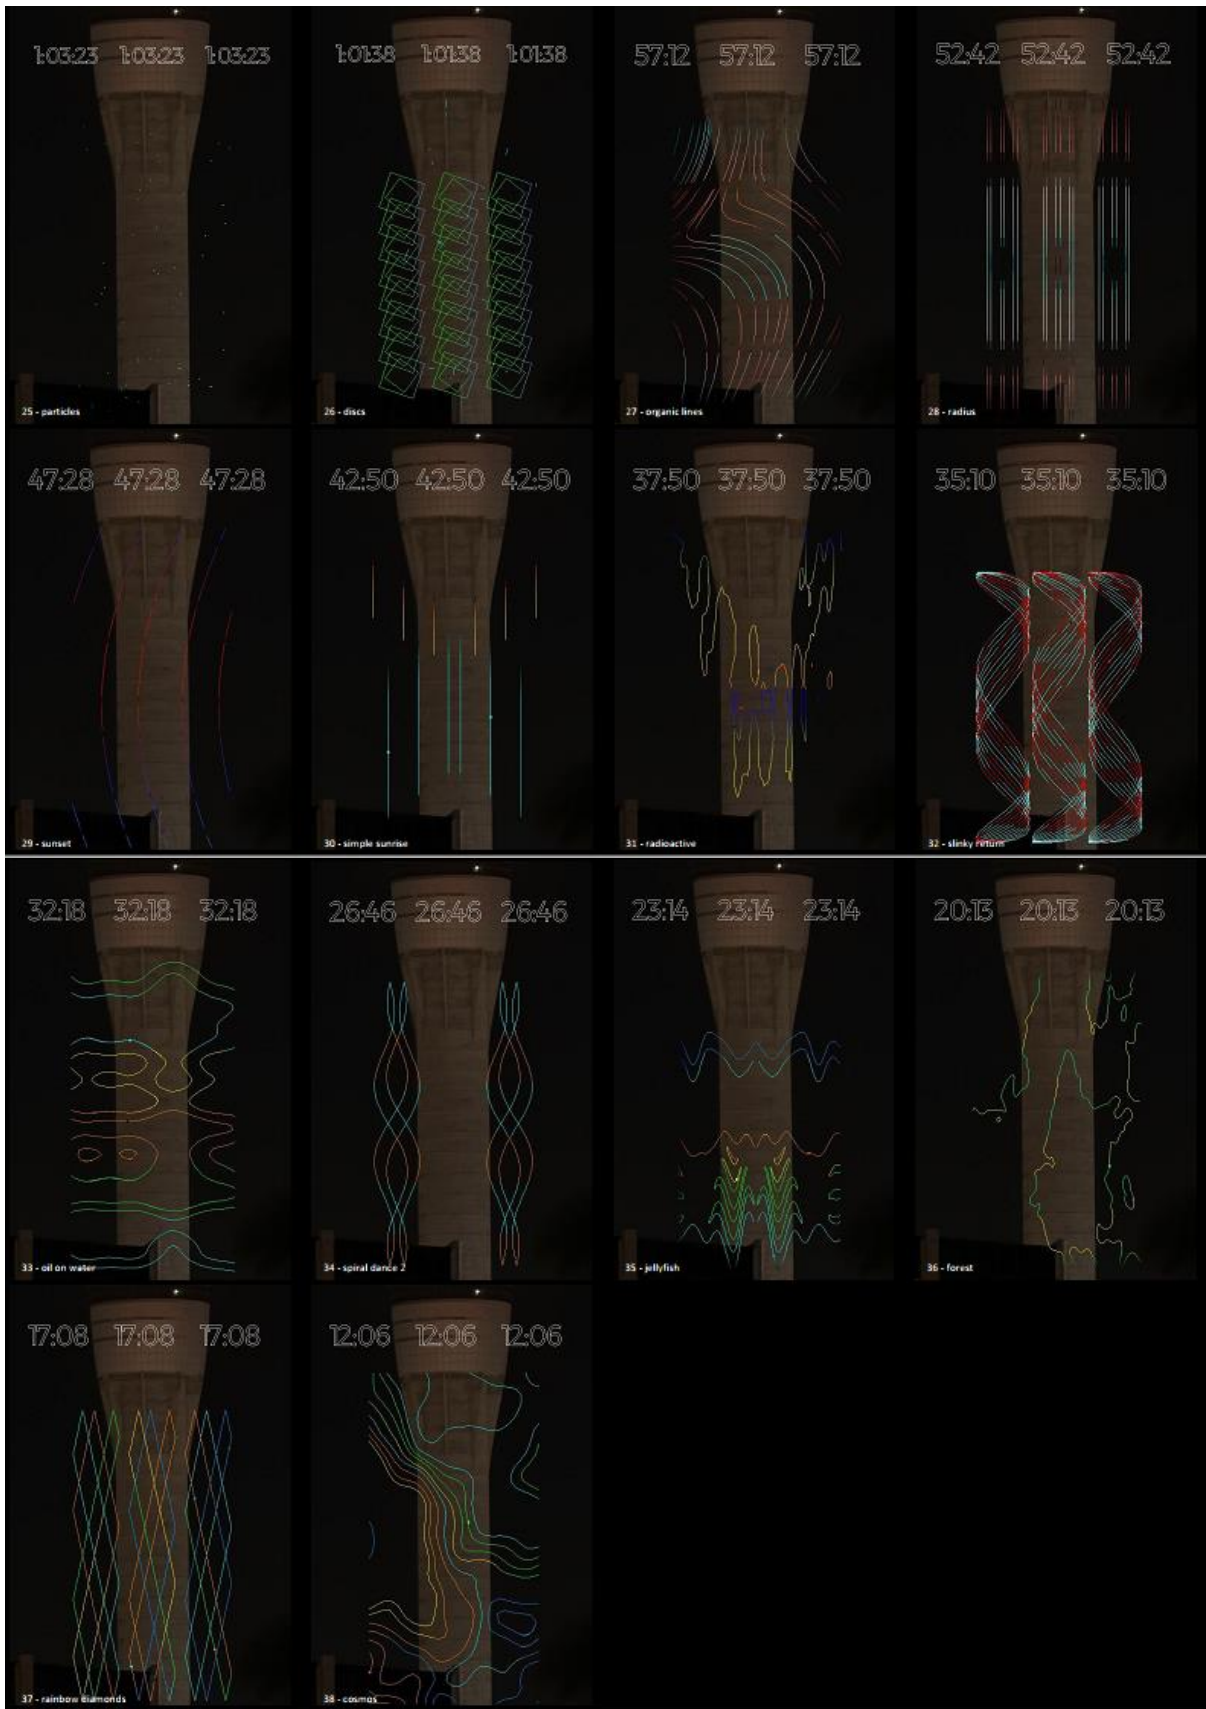 1:03:23 1:03:23 1:03:23
25 - particles
1:01:38 1:01:38 1:01:38
26 - discs
57:12 57:12 57:12
27 - organic lines
52:42 52:42 52:42
28 - radius
47:28 47:28 47:28
29 - sunset
42:50 42:50 42:50
30 - simple sunrise
37:50 37:50 37:50
31 - radioactive
35:10 35:10 35:10
32 - slinky return
32:18 32:18 32:18
33 - oil on water
26:46 26:46 26:46
34 - spiral dance 2
23:14 23:14 23:14
35 - jellyfish
20:13 20:13 20:13
36 - forest
17:08 17:08 17:08
37 - rainbow diamonds
12:06 12:06 12:06
38 - cosmos